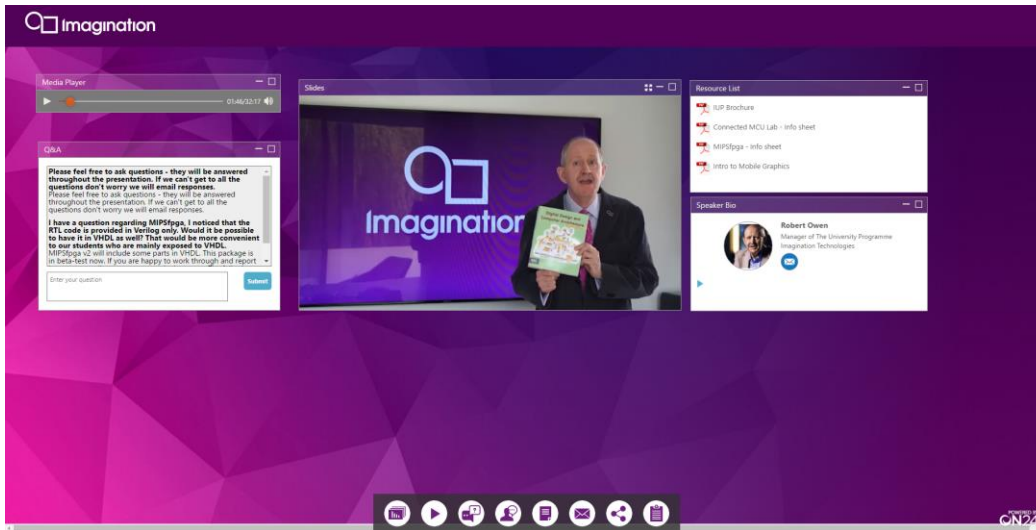 Imagination
Media Player
01:46/32:17
Q&A
Please feel free to ask questions - they will be answered
throughout the presentation. If we can't get to all the
questions don't worry we will email responses.
Please feel free to ask questions - they will be answered
throughout the presentation. If we can't get to all the
questions don't worry we will email responses.
I have a question regarding MIPSfpga, I noticed that the
RTL code is provided in Verilog only. Would it be possible
to have it in VHDL as well? That would be more convenient
to our students who are mainly exposed to VHDL.
MIPSfpga v2 will include some parts in VHDL. This package is
in beta-test now. If you are happy to work through and report
Enter your question
Submit
Slides
Imagination
Digital Design and
Computer Architecture
Resource List
IUP Brochure
Connected MCU Lab - Info sheet
MIPSfpga - Info sheet
Intro to Mobile Graphics
Speaker Bio
Robert Owen
Manager of The University Programme
Imagination Technologies
POWERED